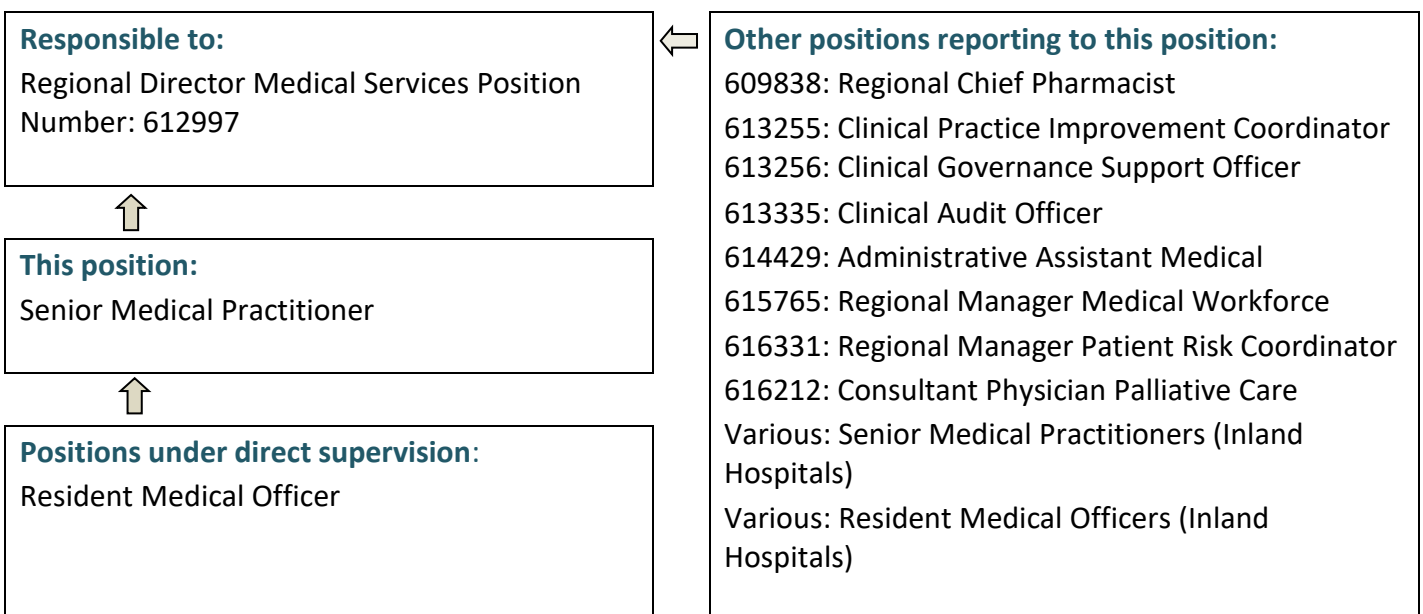 Responsible to:
Regional Director Medical Services Position
Number: 612997
This position:
Senior Medical Practitioner
Positions under direct supervision:
Resident Medical Officer
Other positions reporting to this position:
609838: Regional Chief Pharmacist
613255: Clinical Practice Improvement Coordinator
613256: Clinical Governance Support Officer
613335: Clinical Audit Officer
614429: Administrative Assistant Medical
615765: Regional Manager Medical Workforce
616331: Regional Manager Patient Risk Coordinator
616212: Consultant Physician Palliative Care
Various: Senior Medical Practitioners (Inland
Hospitals)
Various: Resident Medical Officers (Inland
Hospitals)